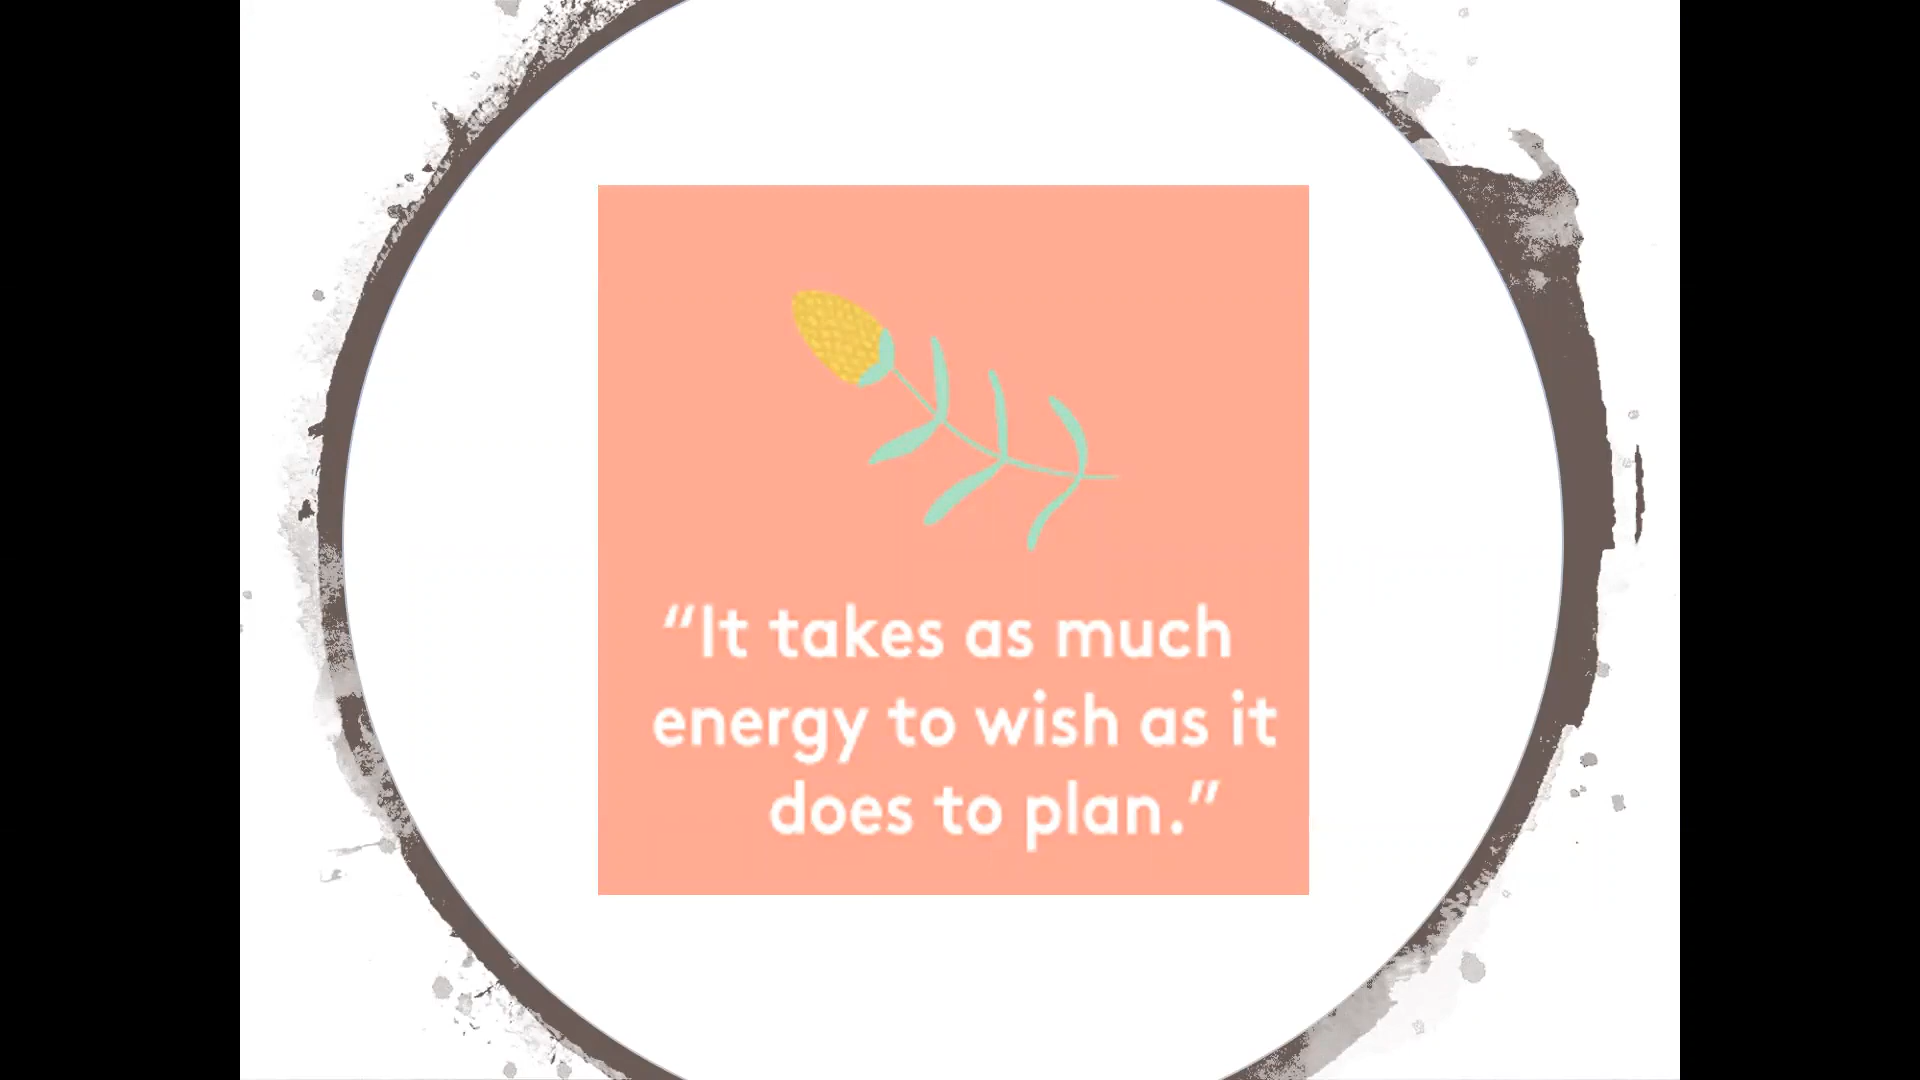 “It takes as much
energy to wish as it
does to plan.”